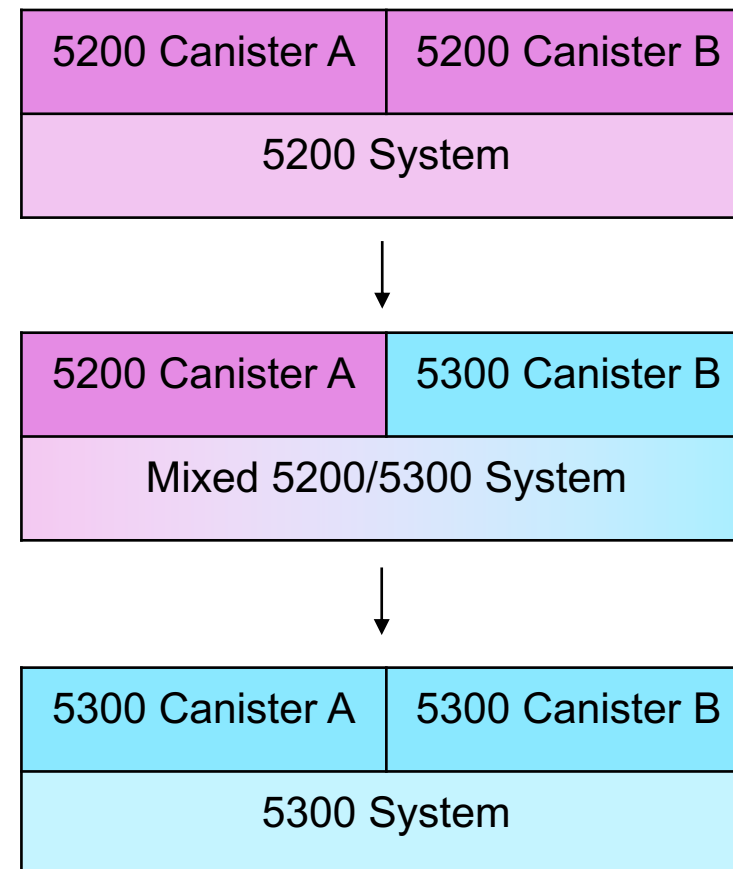 5200 Canister A
5200 Canister B
5200 System
5200 Canister A
5300 Canister B
Mixed 5200/5300 System
5300 Canister A
5300 Canister B
5300 System